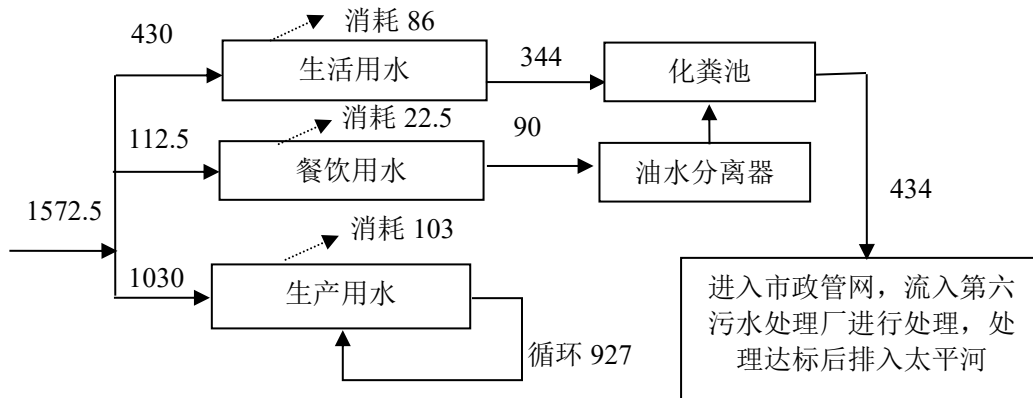 消耗 86
430
生活用水
344
化粪池
消耗 22.5
112.5
餐饮用水
90
油水分离器
434
1572.5
消耗 103
1030
生产用水
循环 927
进入市政管网，流入第六
污水处理厂进行处理，处
理达标后排入太平河